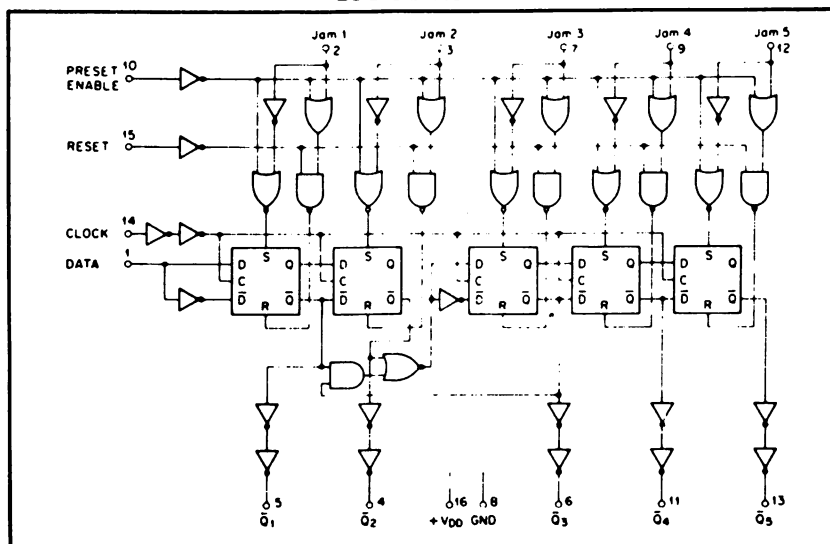 Jam 1 Jam 2 Jam 3 Jam 4 Jam 5
2 3 7 9 12
PRESET ENABLE 10
RESET 15
CLOCK 14
DATA 1
S S S S S
D Q D Q D Q D Q
C C C C C
D̄ Q̄ D̄ D̄ Q̄ D̄ Q̄ D̄ Q̄
R R R R R
5 4 16 8 6 11 13
Q̄1 Q̄2 +VDD GND Q̄3 Q̄4 Q̄5